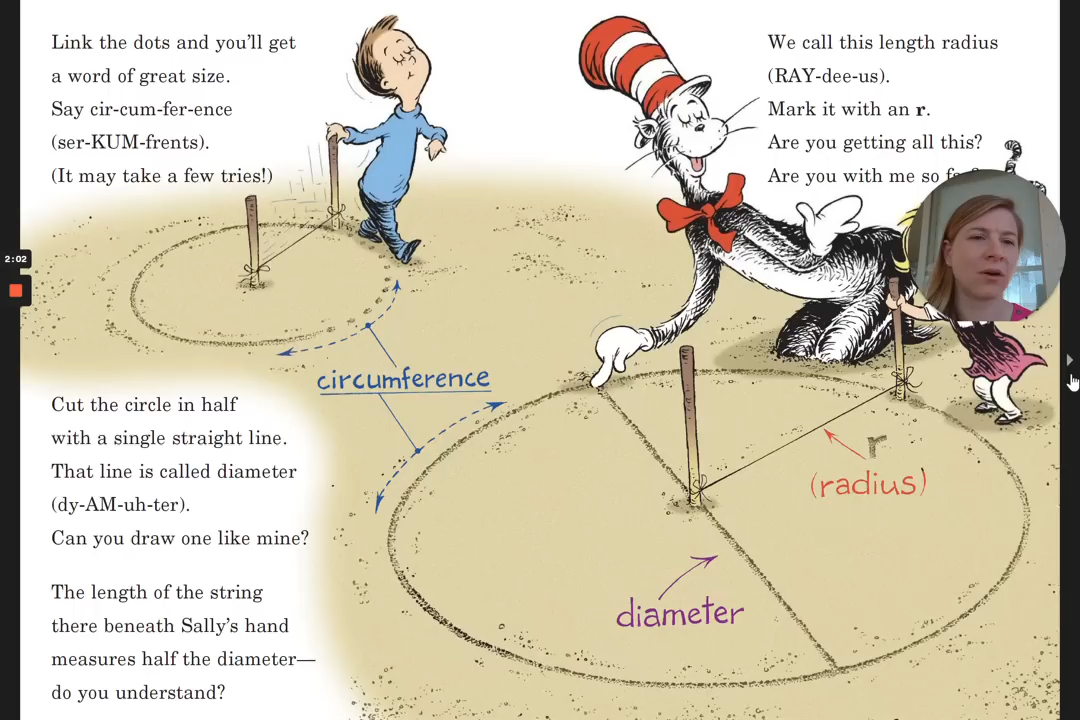 Link the dots and you'll get
a word of great size.
Say cir-cum-fer-ence
(ser-KUM-frents).
(It may take a few tries!)
We call this length radius
(RAY-dee-us).
Mark it with an r.
Are you getting all this?
Are you with me so
2:02
circumference
Cut the circle in half
with a single straight line.
That line is called diameter
(dy-AM-uh-ter).
Can you draw one like mine?
r
(radius)
diameter
The length of the string
there beneath Sally's hand
measures half the diameter—
do you understand?